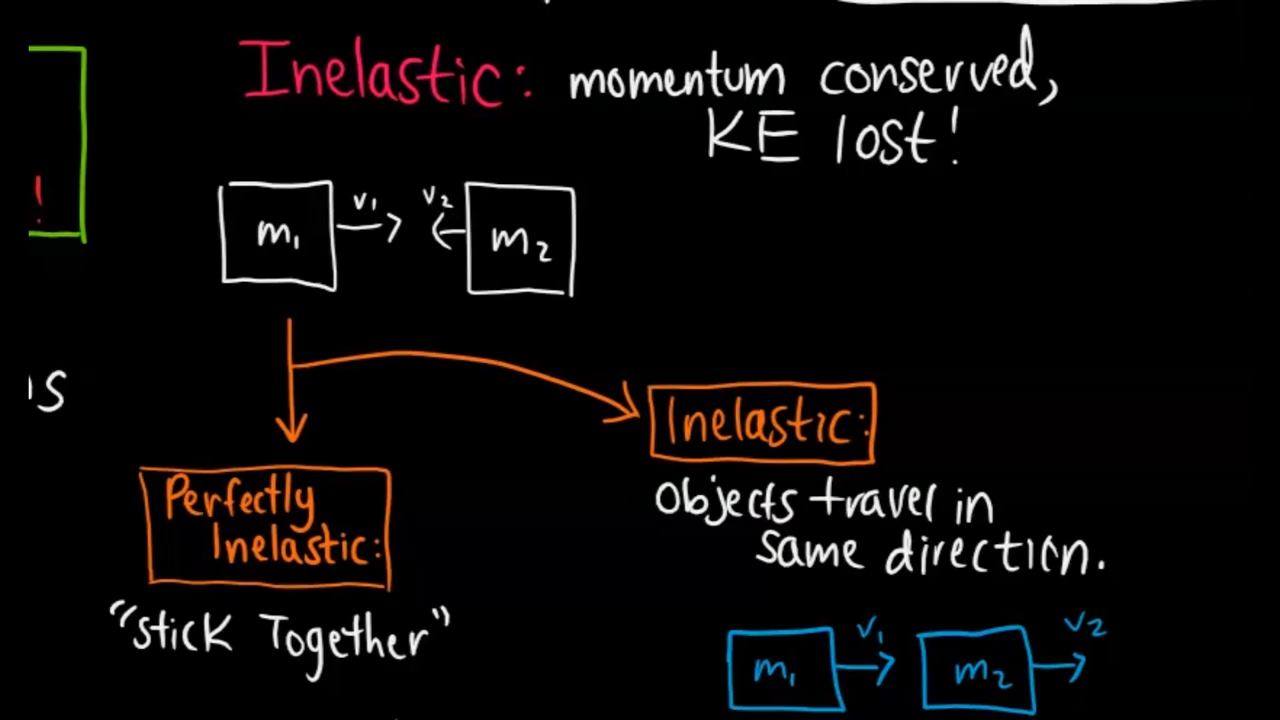 Inelastic: momentum conserved,
KE lost!
!
v₁ v₂
m₁ m₂
Inelastic:
Perfectly
Inelastic:
objects travel in
same direction.
"stick Together"
v₁ v₂
m₁ m₂